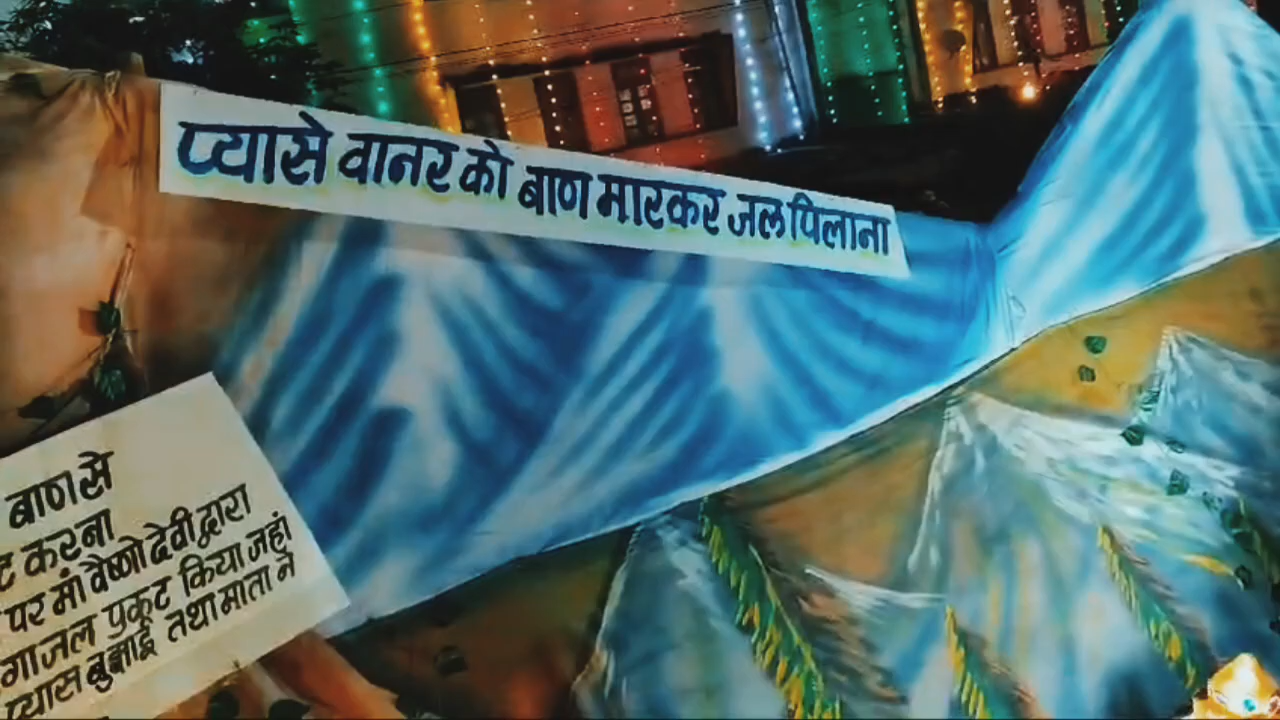 प्यासे वानर को बाण मारकर जल पिलाना
बाण से
करना
पर मां वैष्णो देवी द्वारा
गाजल प्रकट किया जहां
प्यास बुझाई तथा माता ने